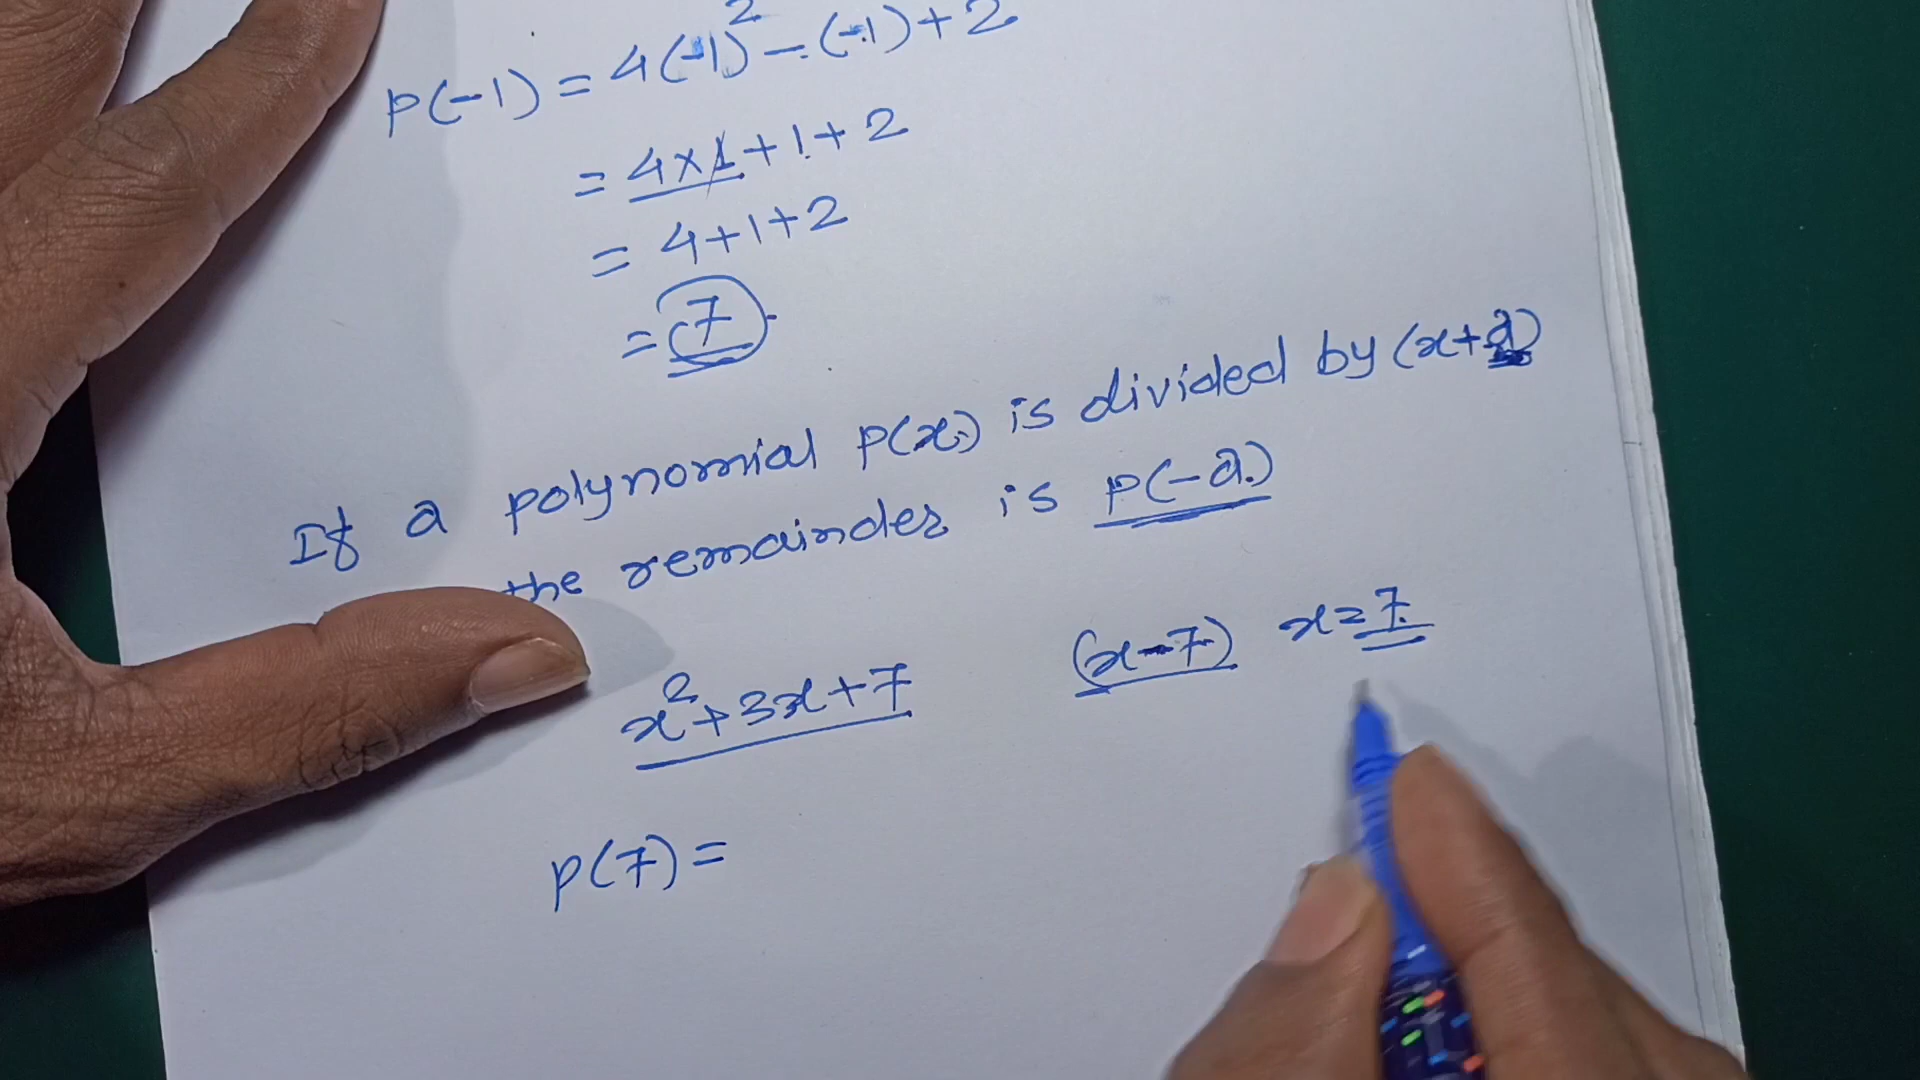 p(-1) = 4(-1)² - (-1) + 2
= 4×1 + 1 + 2
= 4 + 1 + 2
= 7
If a polynomial p(x) is divided by (x+a)
the remainder is p(-a)
x² + 3x + 7 (x-7) x = 7
p(7) =